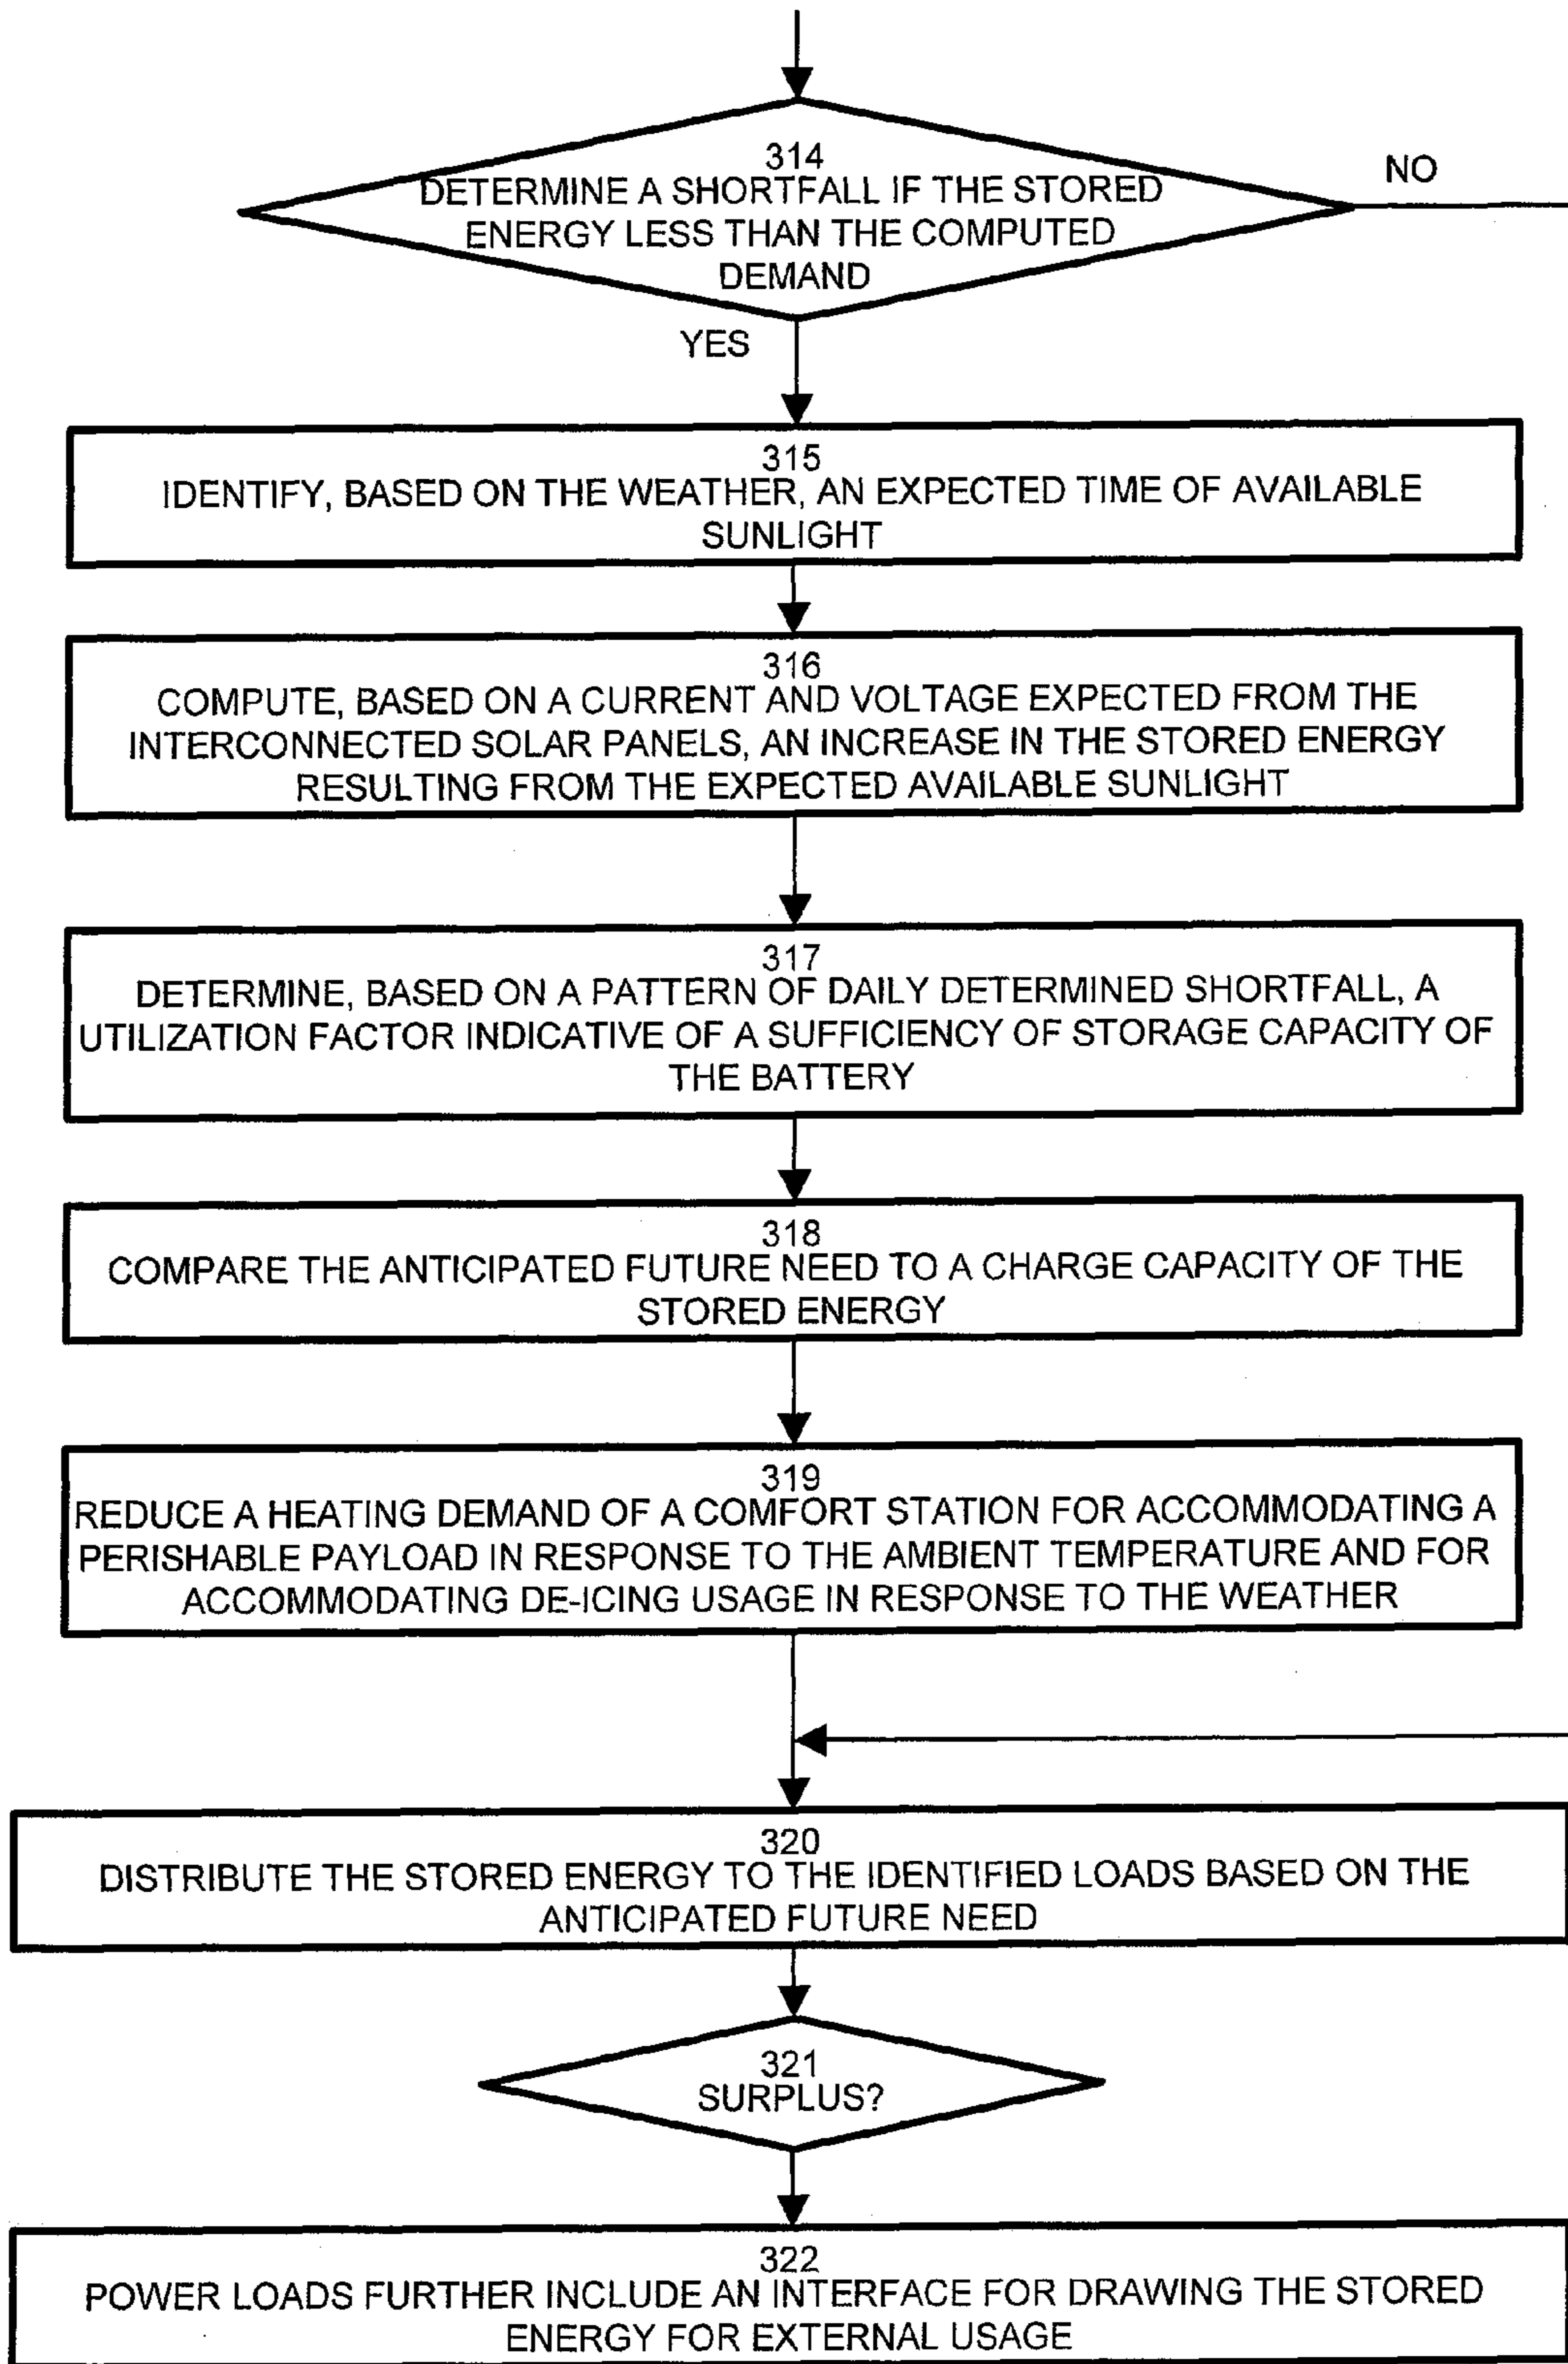 314
DETERMINE A SHORTFALL IF THE STORED
ENERGY LESS THAN THE COMPUTED
DEMAND
NO
YES
315
IDENTIFY, BASED ON THE WEATHER, AN EXPECTED TIME OF AVAILABLE
SUNLIGHT
316
COMPUTE, BASED ON A CURRENT AND VOLTAGE EXPECTED FROM THE
INTERCONNECTED SOLAR PANELS, AN INCREASE IN THE STORED ENERGY
RESULTING FROM THE EXPECTED AVAILABLE SUNLIGHT
317
DETERMINE, BASED ON A PATTERN OF DAILY DETERMINED SHORTFALL, A
UTILIZATION FACTOR INDICATIVE OF A SUFFICIENCY OF STORAGE CAPACITY OF
THE BATTERY
318
COMPARE THE ANTICIPATED FUTURE NEED TO A CHARGE CAPACITY OF THE
STORED ENERGY
319
REDUCE A HEATING DEMAND OF A COMFORT STATION FOR ACCOMMODATING A
PERISHABLE PAYLOAD IN RESPONSE TO THE AMBIENT TEMPERATURE AND FOR
ACCOMMODATING DE-ICING USAGE IN RESPONSE TO THE WEATHER
320
DISTRIBUTE THE STORED ENERGY TO THE IDENTIFIED LOADS BASED ON THE
ANTICIPATED FUTURE NEED
321
SURPLUS?
322
POWER LOADS FURTHER INCLUDE AN INTERFACE FOR DRAWING THE STORED
ENERGY FOR EXTERNAL USAGE